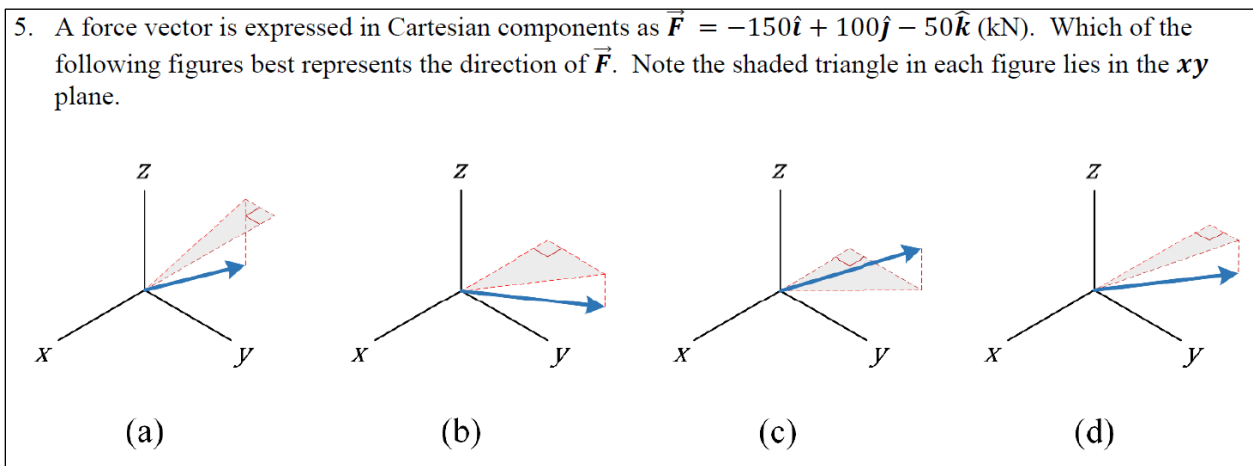 5. A force vector is expressed in Cartesian components as F⃗ = −150î + 100ĵ − 50k̂ (kN). Which of the
following figures best represents the direction of F⃗. Note the shaded triangle in each figure lies in the xy
plane.
z z z z
x y x y x y x y
(a) (b) (c) (d)